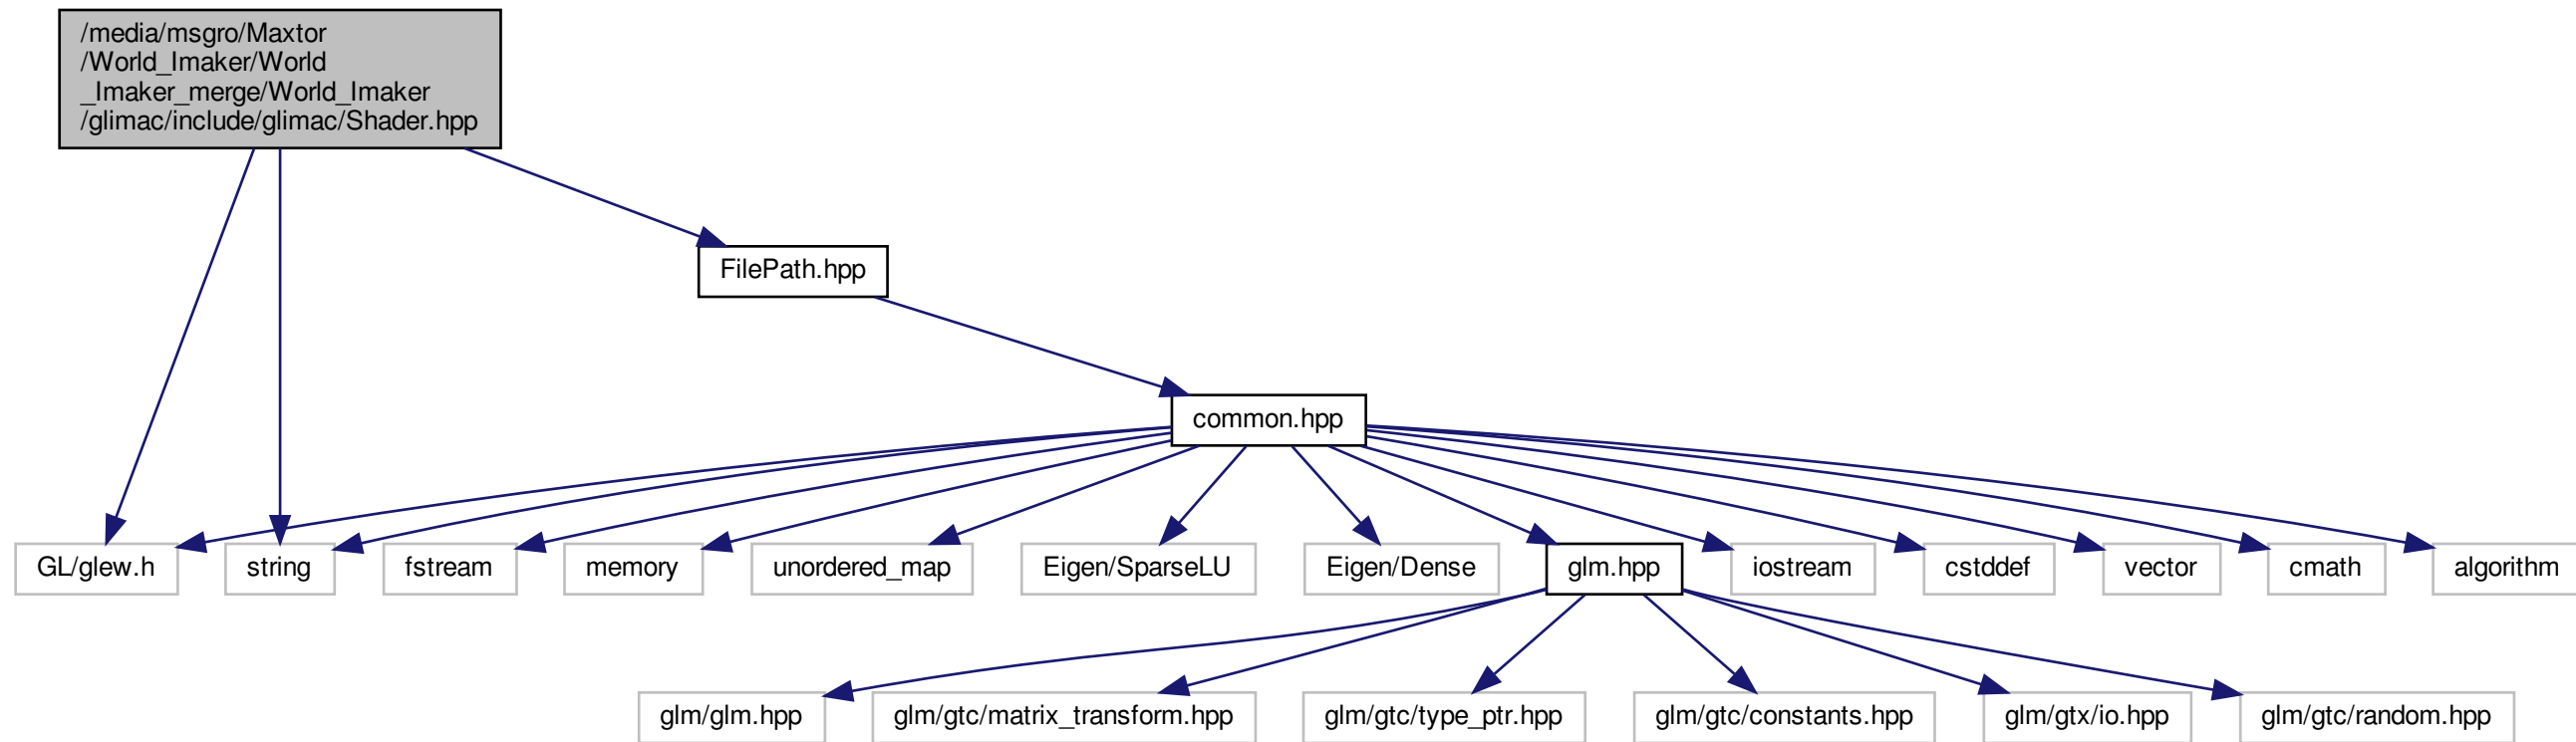 /media/msgro/Maxtor
/World_Imaker/World
_Imaker_merge/World_Imaker
/glimac/include/glimac/Shader.hpp
FilePath.hpp
common.hpp
GL/glew.h
string
fstream
memory
unordered_map
Eigen/SparseLU
Eigen/Dense
glm.hpp
iostream
cstddef
vector
cmath
algorithm
glm/glm.hpp
glm/gtc/matrix_transform.hpp
glm/gtc/type_ptr.hpp
glm/gtc/constants.hpp
glm/gtx/io.hpp
glm/gtc/random.hpp